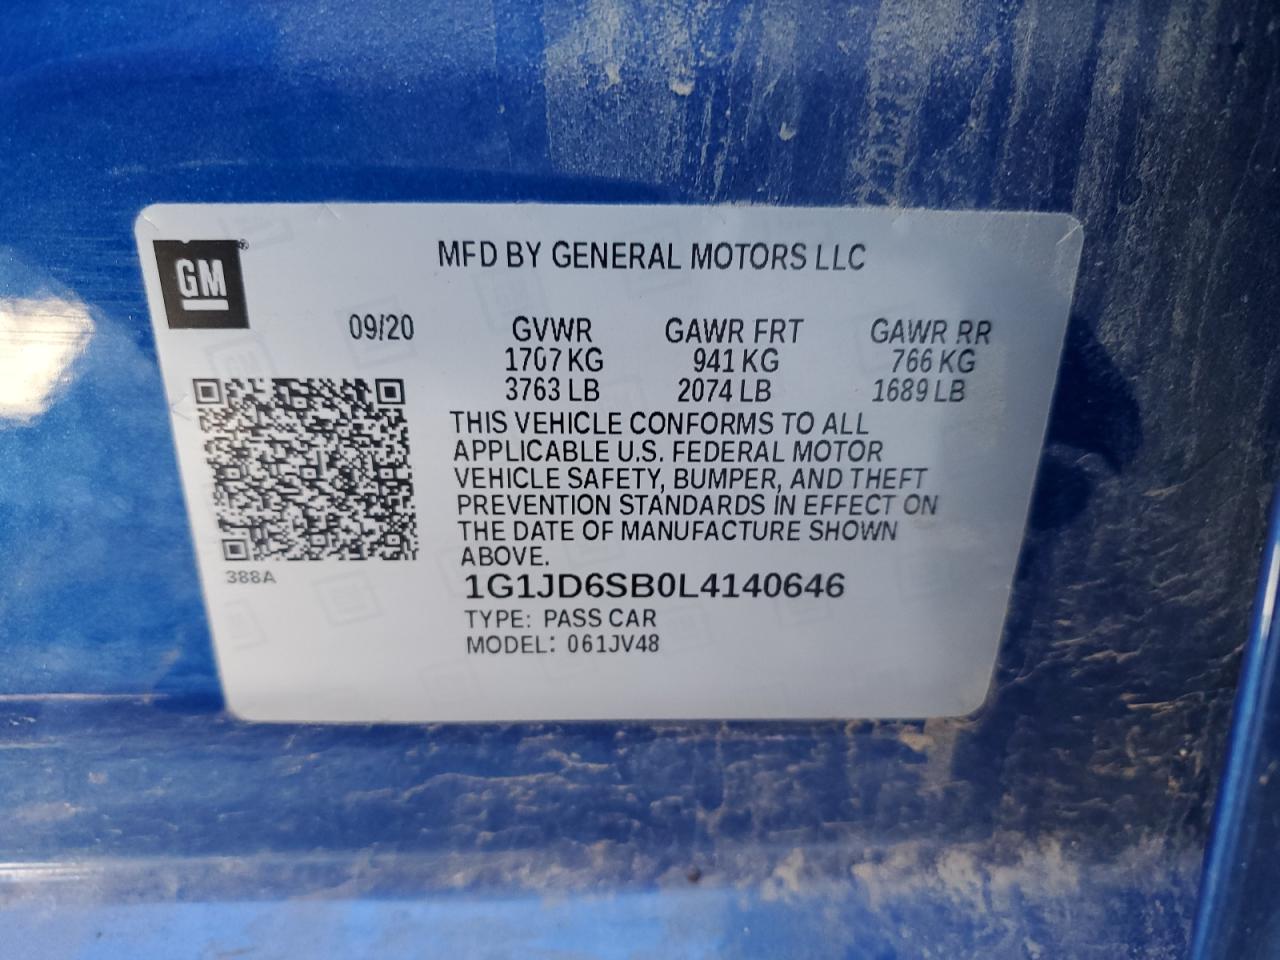 GM
MFD BY GENERAL MOTORS LLC
09/20 GVWR GAWR FRT GAWR RR
1707 KG 941 KG 766 KG
3763 LB 2074 LB 1689 LB
THIS VEHICLE CONFORMS TO ALL
APPLICABLE U.S. FEDERAL MOTOR
VEHICLE SAFETY, BUMPER, AND THEFT
PREVENTION STANDARDS IN EFFECT ON
THE DATE OF MANUFACTURE SHOWN
ABOVE.
388A
1G1JD6SB0L4140646
TYPE: PASS CAR
MODEL: 061JV48